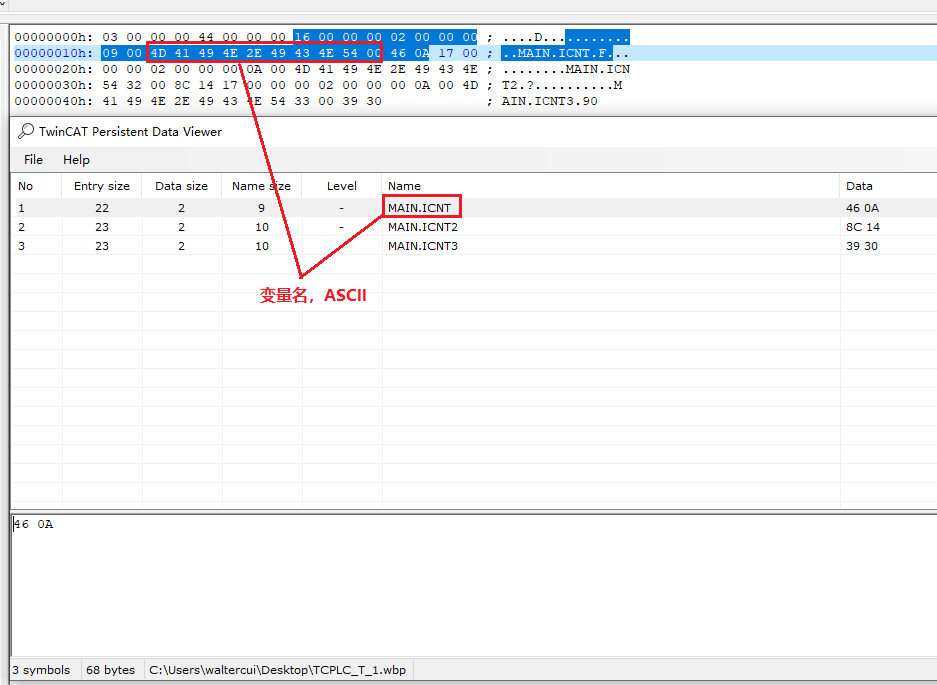 00000000h: 03 00 00 00 44 00 00 00 16 00 00 00 02 00 00 00 ; ....D...........
00000010h: 09 00 4D 41 49 4E 2E 49 43 4E 54 00 46 0A 17 00 ; ..MAIN.ICNT.F...
00000020h: 00 00 02 00 00 00 0A 00 4D 41 49 4E 2E 49 43 4E ; ........MAIN.ICN
00000030h: 54 32 00 8C 14 17 00 00 00 02 00 00 00 0A 00 4D ; T2.?..........M
00000040h: 41 49 4E 2E 49 43 4E 54 33 00 39 30 ; AIN.ICNT3.90
TwinCAT Persistent Data Viewer
File Help
No Entry size Data size Name size Level Name Data
1 22 2 9 - MAIN.ICNT 46 0A
2 23 2 10 - MAIN.ICNT2 8C 14
3 23 2 10 MAIN.ICNT3 39 30
变量名，ASCII
46 0A
3 symbols 68 bytes C:\Users\waltercui\Desktop\TCPLC_T_1.wbp